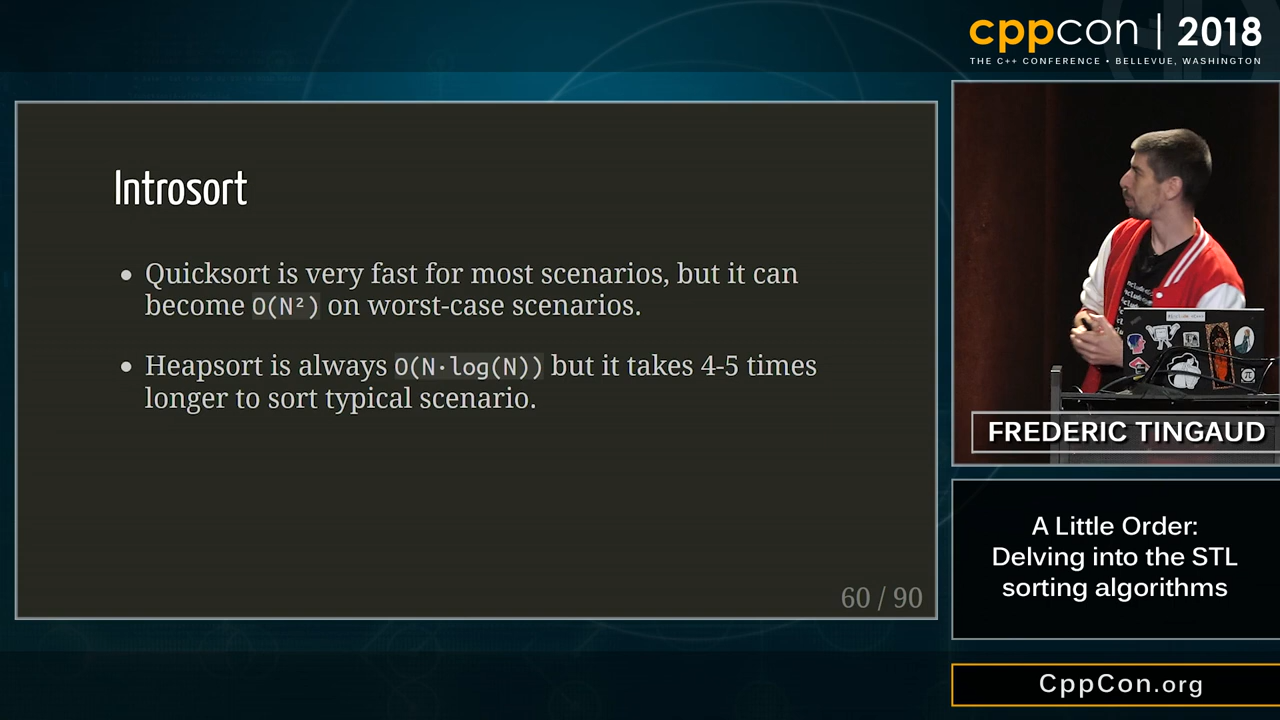 cppcon | 2018
THE C++ CONFERENCE • BELLEVUE, WASHINGTON
Introsort
• Quicksort is very fast for most scenarios, but it can
become O(N²) on worst-case scenarios.
• Heapsort is always O(N·log(N)) but it takes 4-5 times
longer to sort typical scenario.
60 / 90
FREDERIC TINGAUD
A Little Order:
Delving into the STL
sorting algorithms
CppCon.org